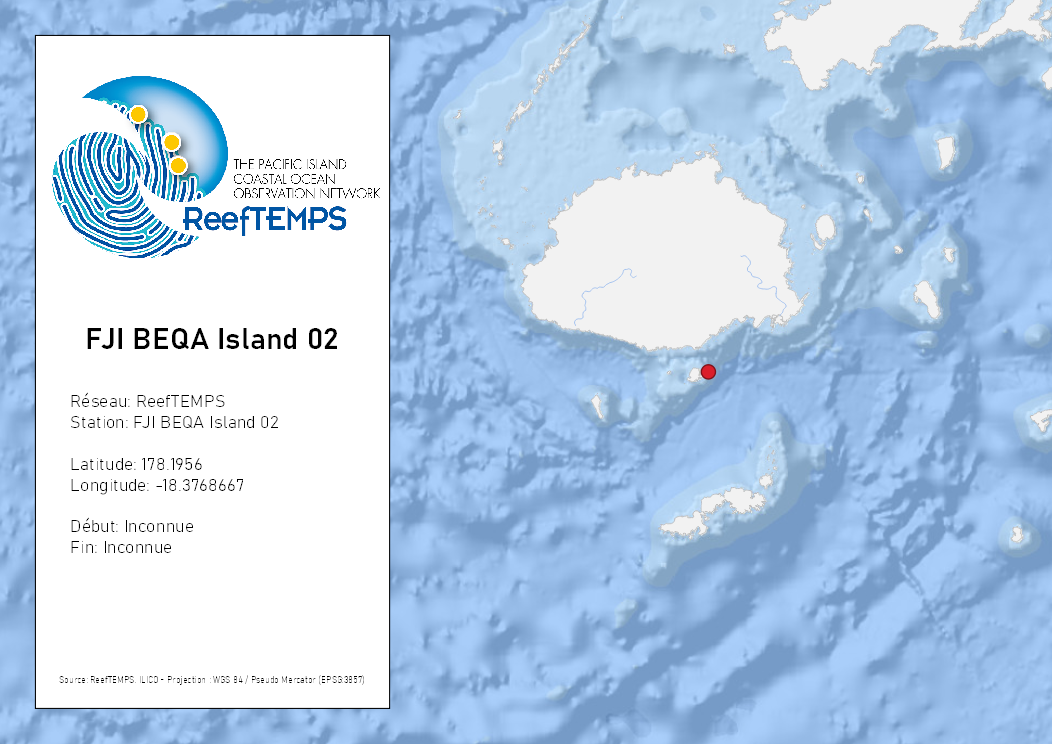 THE PACIFIC ISLAND
COASTAL OCEAN
OBSERVATION NETWORK
ReefTEMPS
FJI BEQA Island 02
Réseau: ReefTEMPS
Station: FJI BEQA Island 02
Latitude: 178.1956
Longitude: -18.3768667
Début: Inconnue
Fin: Inconnue
Source: ReefTEMPS, ILICO - Projection : WGS 84 / Pseudo Mercator (EPSG:3857)